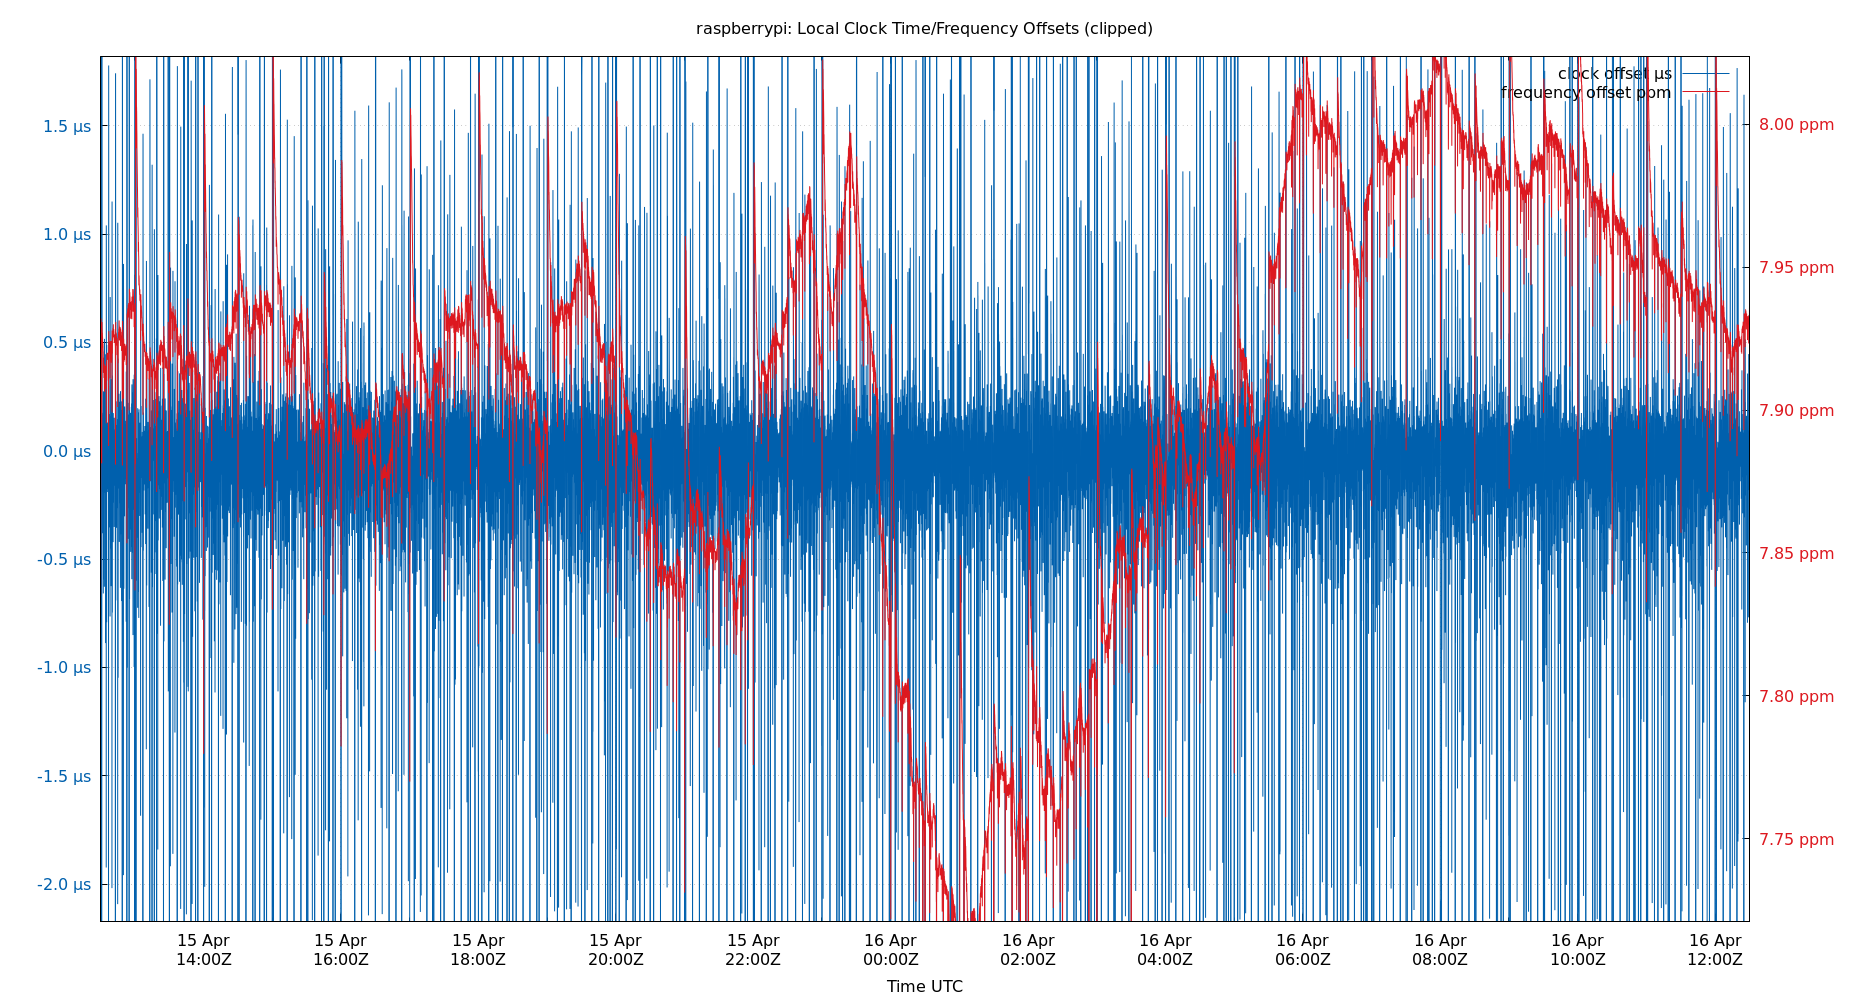 raspberrypi: Local Clock Time/Frequency Offsets (clipped)
clock offset µs
frequency offset ppm
1.5 µs
1.0 µs
0.5 µs
0.0 µs
-0.5 µs
-1.0 µs
-1.5 µs
-2.0 µs
8.00 ppm
7.95 ppm
7.90 ppm
7.85 ppm
7.80 ppm
7.75 ppm
15 Apr 15 Apr 15 Apr 15 Apr 15 Apr 16 Apr 16 Apr 16 Apr 16 Apr 16 Apr 16 Apr 16 Apr
14:00Z 16:00Z 18:00Z 20:00Z 22:00Z 00:00Z 02:00Z 04:00Z 06:00Z 08:00Z 10:00Z 12:00Z
Time UTC